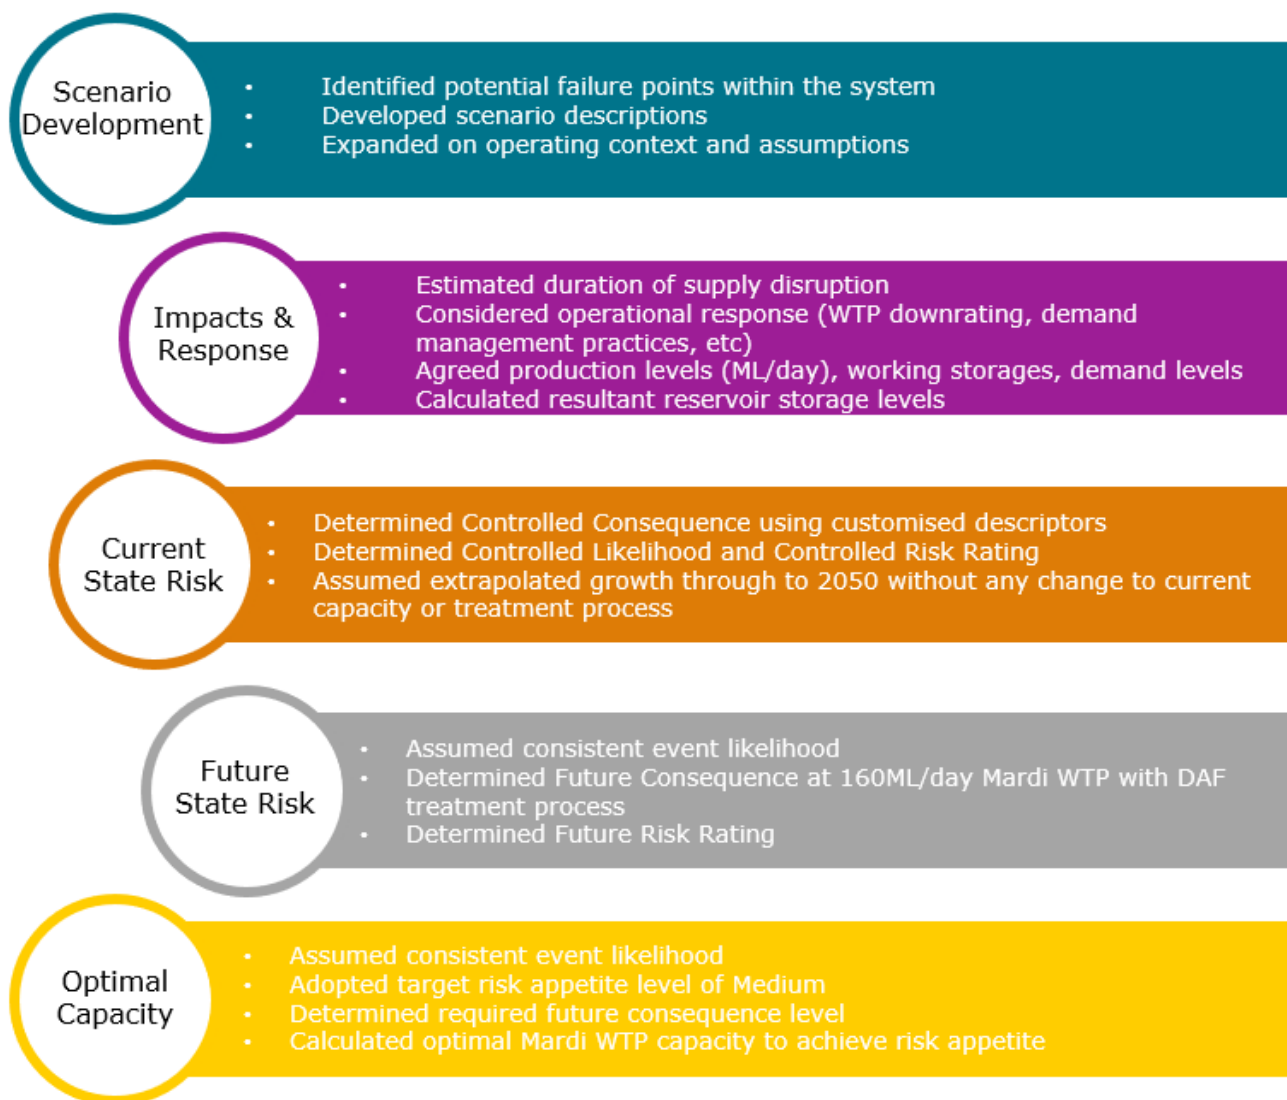 Scenario
Development
• Identified potential failure points within the system
• Developed scenario descriptions
• Expanded on operating context and assumptions
Impacts &
Response
• Estimated duration of supply disruption
• Considered operational response (WTP downrating, demand
management practices, etc)
• Agreed production levels (ML/day), working storages, demand levels
• Calculated resultant reservoir storage levels
Current
State Risk
• Determined Controlled Consequence using customised descriptors
• Determined Controlled Likelihood and Controlled Risk Rating
• Assumed extrapolated growth through to 2050 without any change to current
capacity or treatment process
Future
State Risk
• Assumed consistent event likelihood
• Determined Future Consequence at 160ML/day Mardi WTP with DAF
treatment process
• Determined Future Risk Rating
Optimal
Capacity
• Assumed consistent event likelihood
• Adopted target risk appetite level of Medium
• Determined required future consequence level
• Calculated optimal Mardi WTP capacity to achieve risk appetite